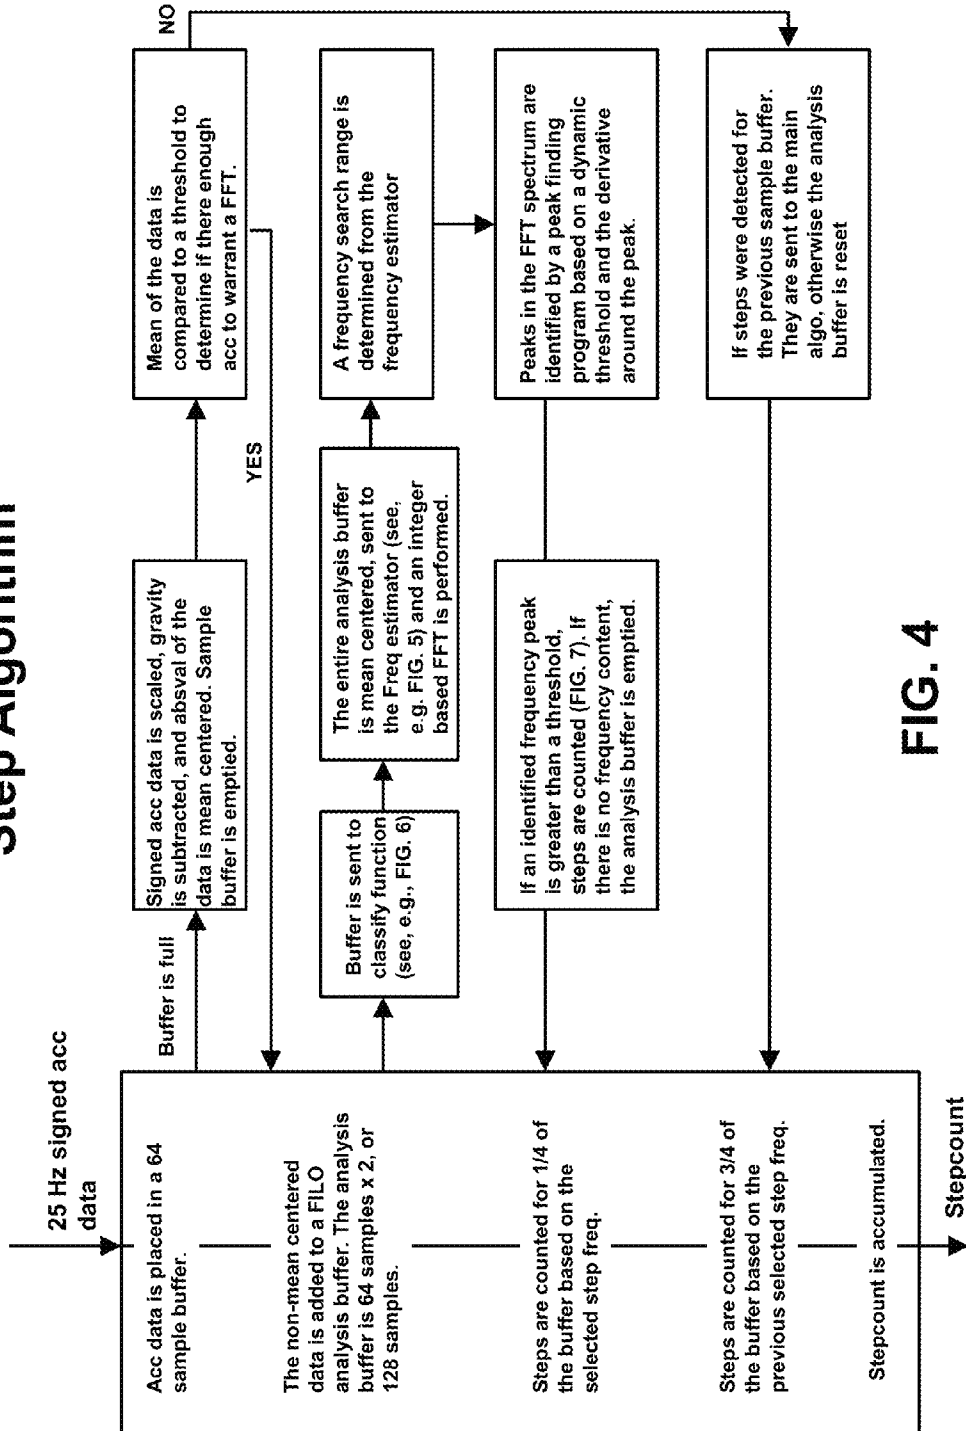 Step Algorithm
25 Hz signed acc
data
Acc data is placed in a 64
sample buffer.
Buffer is full
Signed acc data is scaled, gravity
is subtracted, and absval of the
data is mean centered. Sample
buffer is emptied.
Mean of the data is
compared to a threshold to
determine if there enough
acc to warrant a FFT.
NO
YES
The non-mean centered
data is added to a FILO
analysis buffer. The analysis
buffer is 64 samples x 2, or
128 samples.
Buffer is sent to
classify function
(see, e.g., FIG. 6)
The entire analysis buffer
is mean centered, sent to
the Freq estimator (see,
e.g. FIG. 5) and an integer
based FFT is performed.
A frequency search range is
determined from the
frequency estimator
Peaks in the FFT spectrum are
identified by a peak finding
program based on a dynamic
threshold and the derivative
around the peak.
If an identified frequency peak
is greater than a threshold,
steps are counted (FIG. 7). If
there is no frequency content,
the analysis buffer is emptied.
Steps are counted for 1/4 of
the buffer based on the
selected step freq.
If steps were detected for
the previous sample buffer.
They are sent to the main
algo, otherwise the analysis
buffer is reset
Steps are counted for 3/4 of
the buffer based on the
previous selected step freq.
Stepcount is accumulated.
Stepcount
FIG. 4